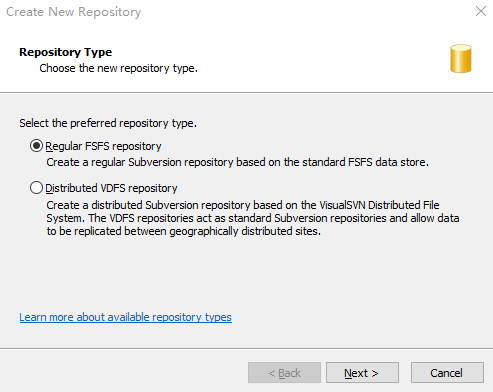 Create New Repository
Repository Type
Choose the new repository type.
Select the preferred repository type.
Regular FSFS repository
Create a regular Subversion repository based on the standard FSFS data store.
Distributed VDFS repository
Create a distributed Subversion repository based on the VisualSVN Distributed File
System. The VDFS repositories act as standard Subversion repositories and allow data
to be replicated between geographically distributed sites.
Learn more about available repository types
< Back Next > Cancel